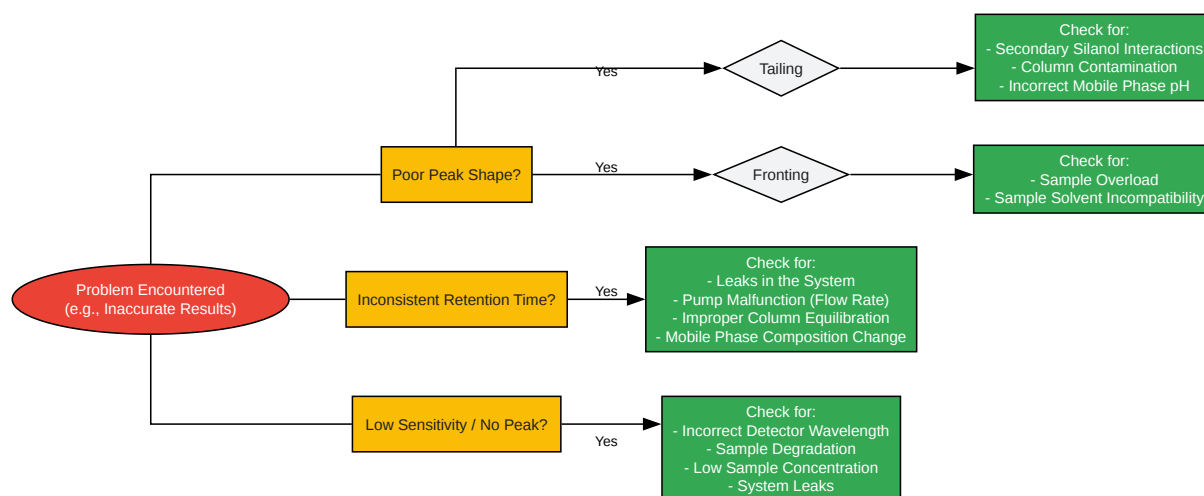 Check for:
- Secondary Silanol Interactions
- Column Contamination
- Incorrect Mobile Phase pH
Yes
Tailing
Poor Peak Shape?
Yes
Fronting
Check for:
- Sample Overload
- Sample Solvent Incompatibility
Problem Encountered
(e.g., Inaccurate Results)
Inconsistent Retention Time?
Yes
Check for:
- Leaks in the System
- Pump Malfunction (Flow Rate)
- Improper Column Equilibration
- Mobile Phase Composition Change
Low Sensitivity / No Peak?
Yes
Check for:
- Incorrect Detector Wavelength
- Sample Degradation
- Low Sample Concentration
- System Leaks